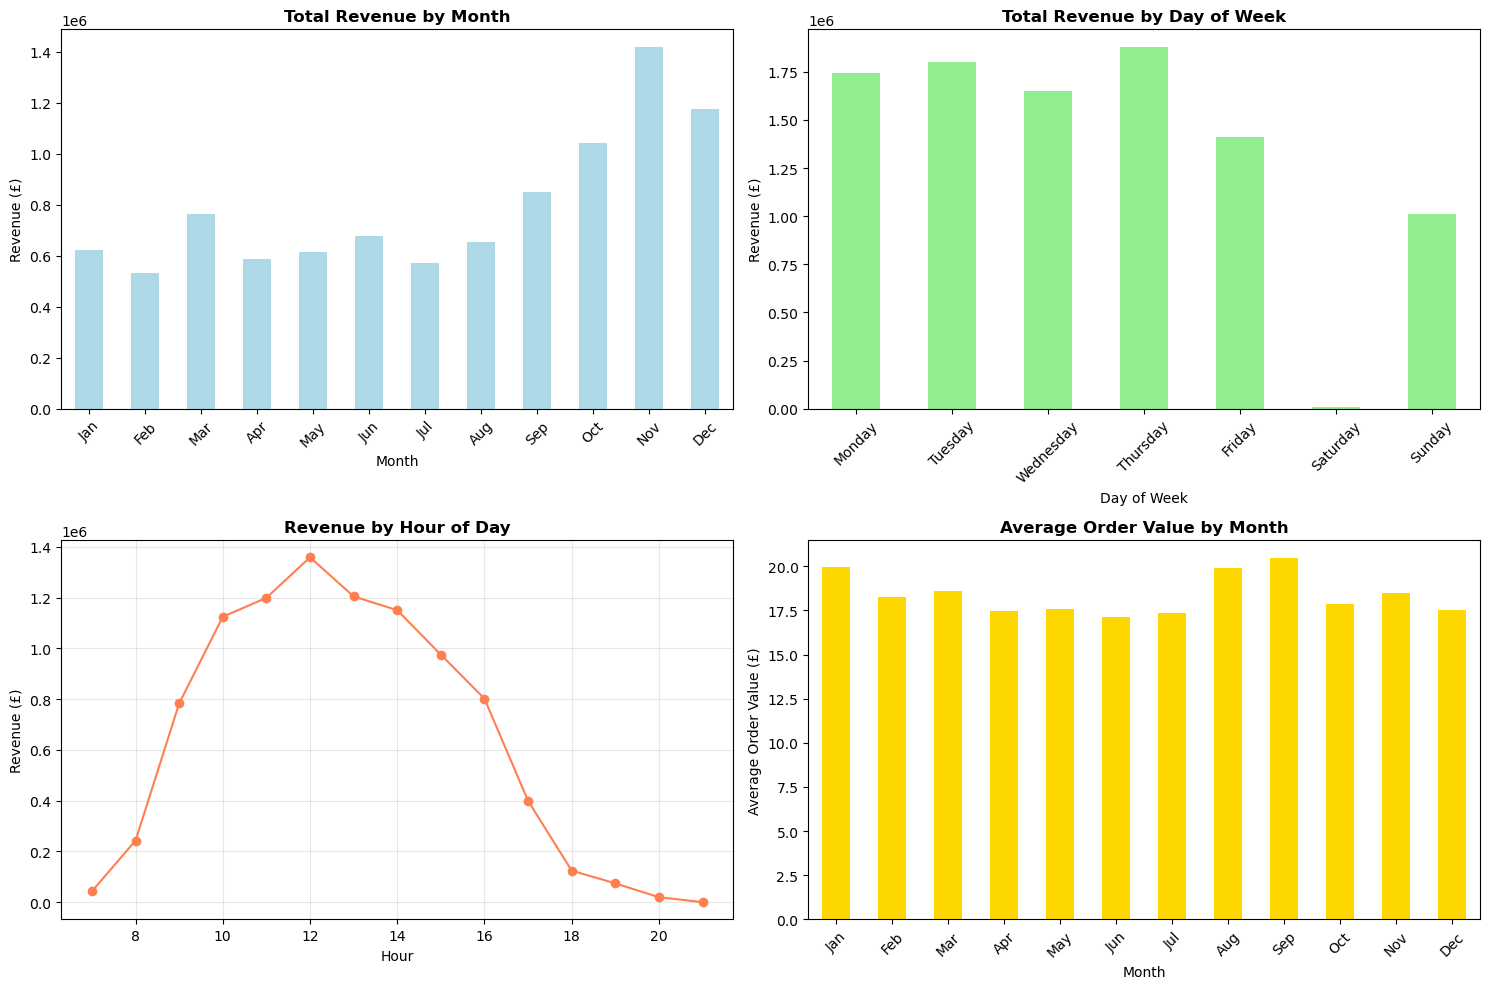 Total Revenue by Month
1e6
1.4
1.2
1.0
0.8
0.6
0.4
0.2
0.0
Revenue (£)
Jan Feb Mar Apr May Jun Jul Aug Sep Oct Nov Dec
Month
Total Revenue by Day of Week
1e6
1.75
1.50
1.25
1.00
0.75
0.50
0.25
0.00
Revenue (£)
Monday Tuesday Wednesday Thursday Friday Saturday Sunday
Day of Week
Revenue by Hour of Day
1e6
1.4
1.2
1.0
0.8
0.6
0.4
0.2
0.0
Revenue (£)
8 10 12 14 16 18 20
Hour
Average Order Value by Month
20.0
17.5
15.0
12.5
10.0
7.5
5.0
2.5
0.0
Average Order Value (£)
Jan Feb Mar Apr May Jun Jul Aug Sep Oct Nov Dec
Month